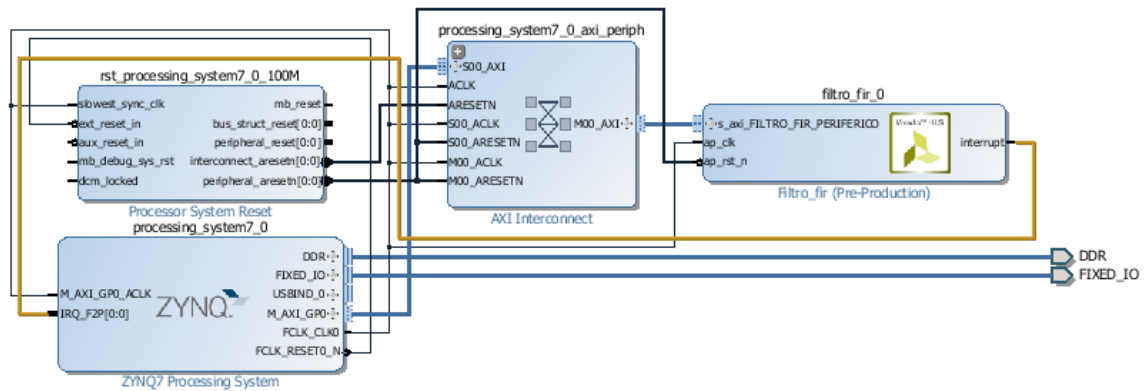 processing_system7_0_axi_periph
S00_AXI
ACLK
ARESETN
S00_ACLK
S00_ARESETN
M00_ACLK
M00_ARESETN
M00_AXI
AXI Interconnect
rst_processing_system7_0_100M
slowest_sync_clk
ext_reset_in
aux_reset_in
mb_debug_sys_rst
dcm_locked
mb_reset
bus_struct_reset[0:0]
peripheral_reset[0:0]
interconnect_aresetn[0:0]
peripheral_aresetn[0:0]
Processor System Reset
filtro_fir_0
s_axi_FILTRO_FIR_PERIFERICO
ap_clk
ap_rst_n
Vivado™ HLS
interrupt
Filtro_fir (Pre-Production)
processing_system7_0
M_AXI_GP0_ACLK
IRQ_F2P[0:0]
ZYNQ
DDR
FIXED_IO
USBIND_0
M_AXI_GP0
FCLK_CLK0
FCLK_RESET0_N
ZYNQ7 Processing System
DDR
FIXED_IO